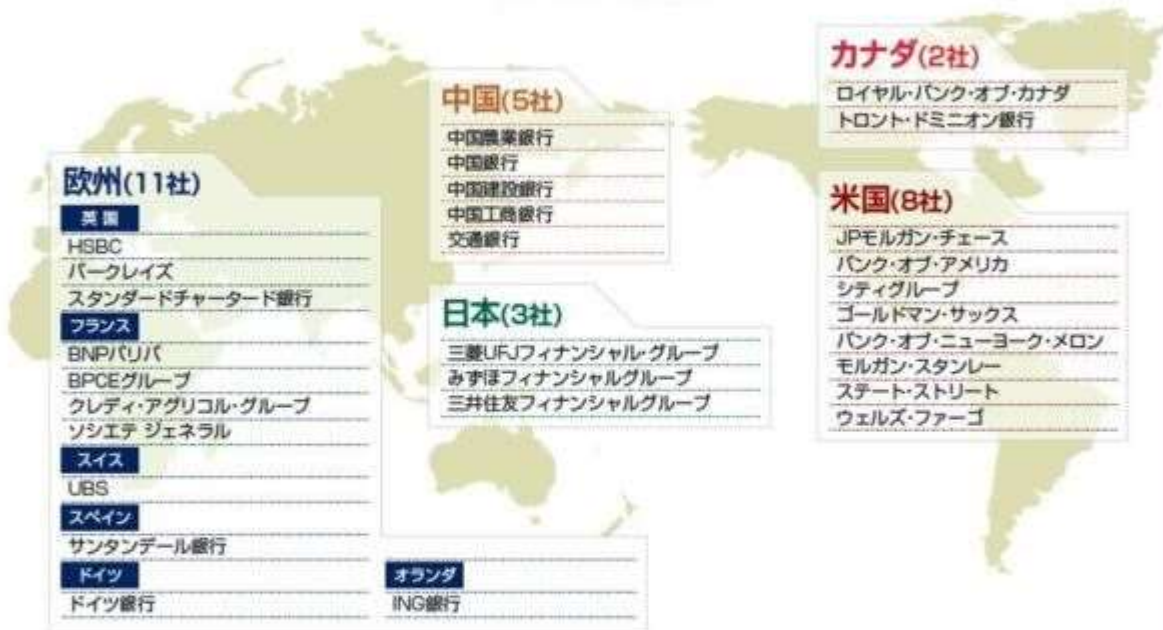 欧州(11社)
英国
HSBC
バークレイズ
スタンダードチャータード銀行
フランス
BNPパリバ
BPCEグループ
クレディ・アグリコル・グループ
ソシエテ ジェネラル
スイス
UBS
スペイン
サンタンデール銀行
ドイツ
ドイツ銀行
オランダ
ING銀行
中国(5社)
中国農業銀行
中国銀行
中国建設銀行
中国工商銀行
交通銀行
日本(3社)
三菱UFJフィナンシャル・グループ
みずほフィナンシャルグループ
三井住友フィナンシャルグループ
カナダ(2社)
ロイヤル・バンク・オブ・カナダ
トロント・ドミニオン銀行
米国(8社)
JPモルガン・チェース
バンク・オブ・アメリカ
シティグループ
ゴールドマン・サックス
バンク・オブ・ニューヨーク・メロン
モルガン・スタンレー
ステート・ストリート
ウェルズ・ファーゴ